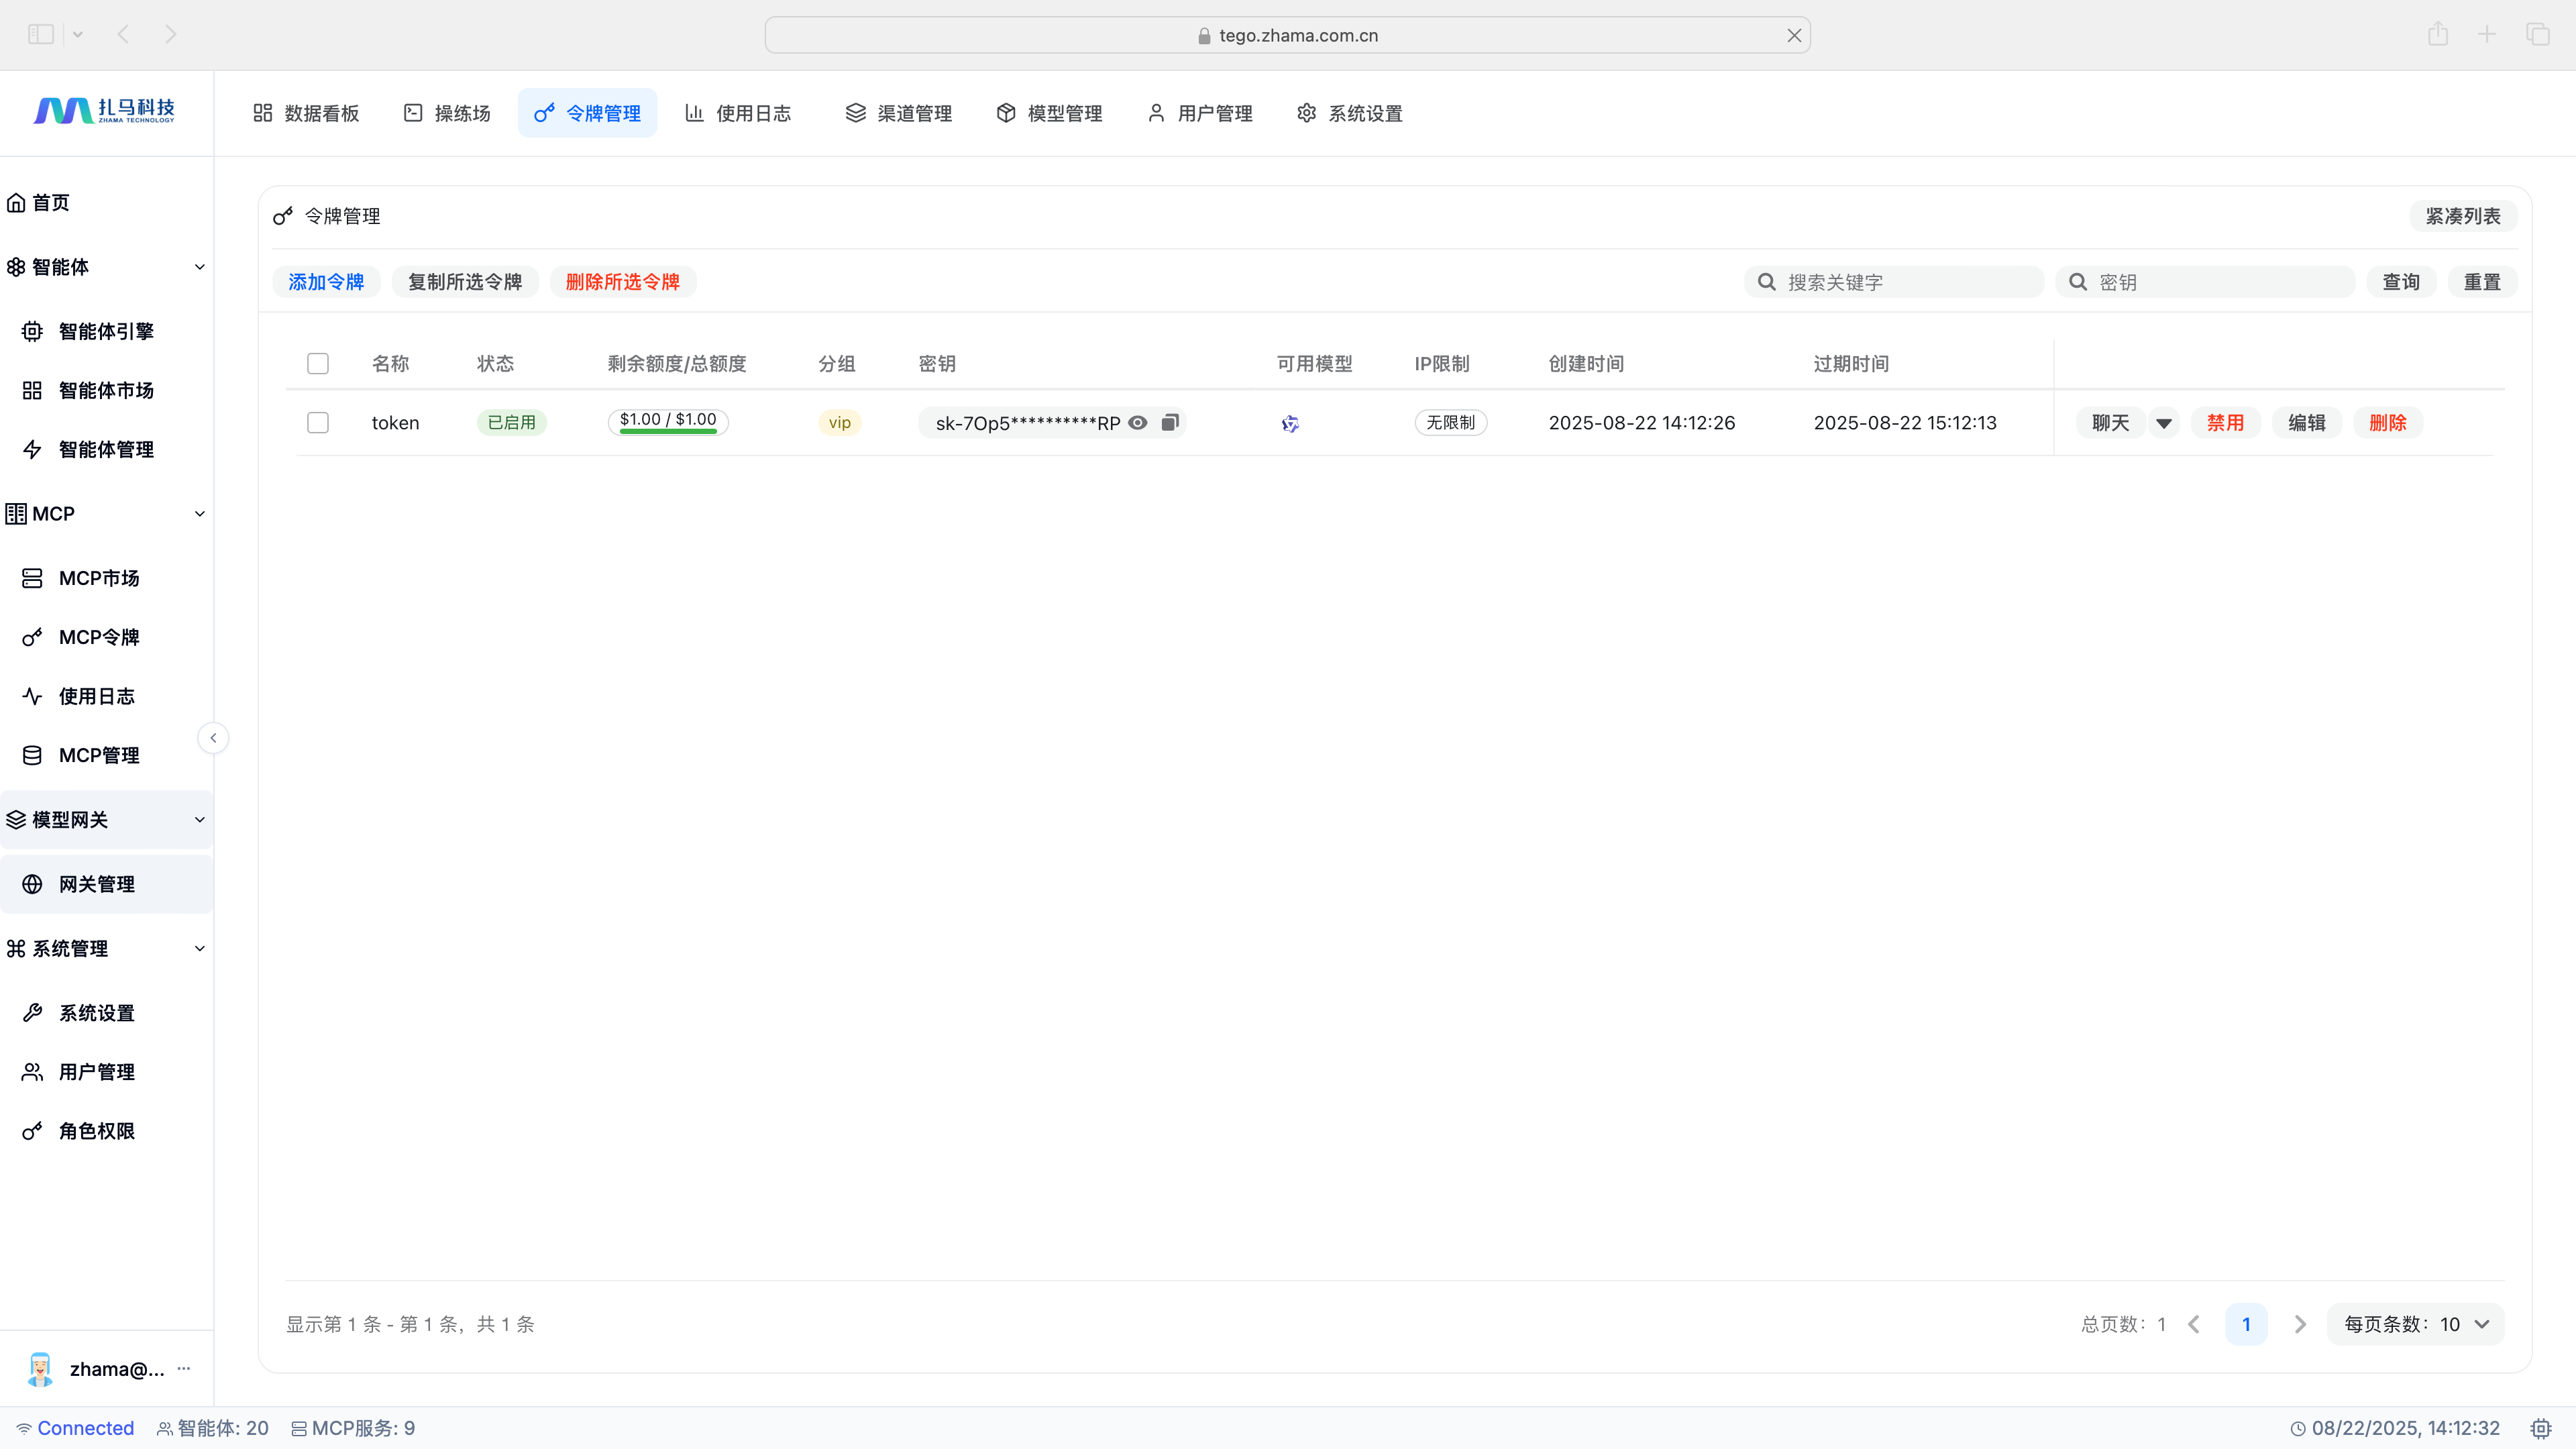 tego.zhama.com.cn
扎马科技
ZHAMA TECHNOLOGY
数据看板 操练场 令牌管理 使用日志 渠道管理 模型管理 用户管理 系统设置
首页
智能体
智能体引擎
智能体市场
智能体管理
MCP
MCP市场
MCP令牌
使用日志
MCP管理
模型网关
网关管理
系统管理
系统设置
用户管理
角色权限
zhama@... ...
令牌管理 紧凑列表
添加令牌 复制所选令牌 删除所选令牌 搜索关键字 密钥 查询 重置
名称 状态 剩余额度/总额度 分组 密钥 可用模型 IP限制 创建时间 过期时间
token 已启用 $1.00 / $1.00 vip sk-7Op5**********RP 无限制 2025-08-22 14:12:26 2025-08-22 15:12:13 聊天 禁用 编辑 删除
显示第 1 条 - 第 1 条，共 1 条 总页数：1 1 每页条数：10
Connected 智能体: 20 MCP服务: 9 08/22/2025, 14:12:32